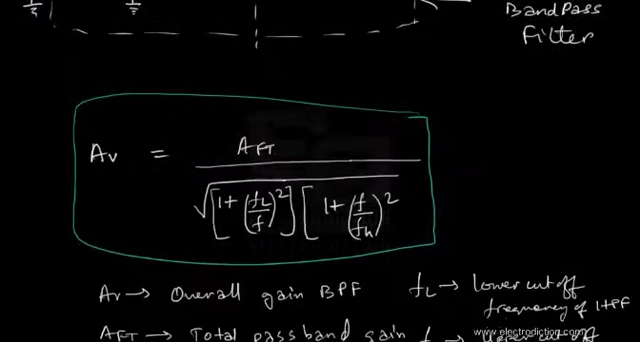 Band Pass
Filter
Av = AFT / √[1+(fL/f)²][1+(f/fh)²]
Av → Overall gain BPF
fL → lower cut off
frequency of HPF
AFT → Total pass band gain
www.electrodiction.com